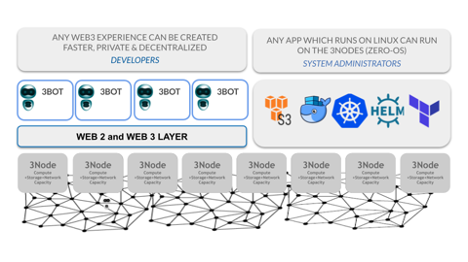 ANY WEB3 EXPERIENCE CAN BE CREATED
FASTER, PRIVATE & DECENTRALIZED
DEVELOPERS
ANY APP WHICH RUNS ON LINUX CAN RUN
ON THE 3NODES (ZERO-OS)
SYSTEM ADMINISTRATORS
3BOT
3BOT
3BOT
3BOT
S3
HELM
WEB 2 and WEB 3 LAYER
3Node
Compute
+Storage+Network
Capacity
3Node
Compute
+Storage+Network
Capacity
3Node
Compute
+Storage+Network
Capacity
3Node
Compute
+Storage+Network
Capacity
3Node
Compute
+Storage+Network
Capacity
3Node
Compute
+Storage+Network
Capacity
3Node
Compute
+Storage+Network
Capacity
3Node
Compute
+Storage+Network
Capacity